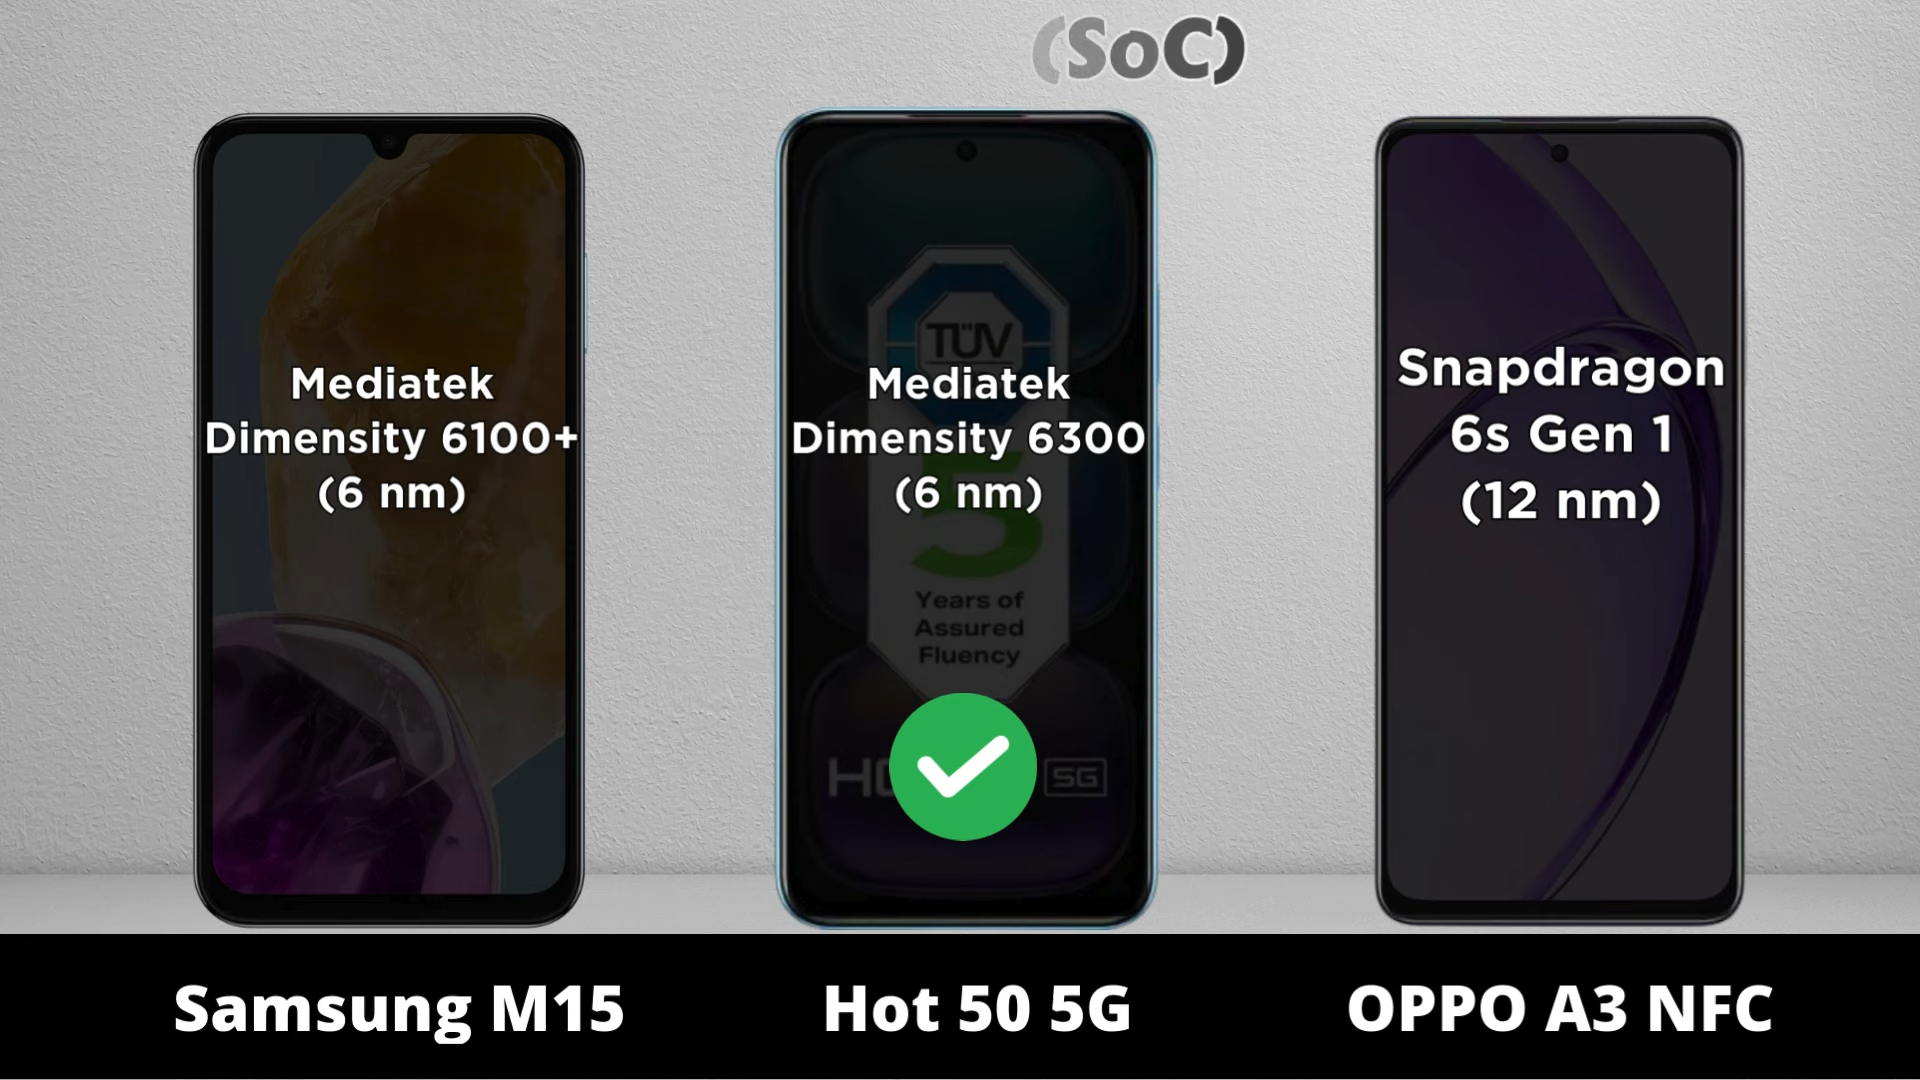 (SoC)
Mediatek
Dimensity 6100+
(6 nm)
TÜV
Mediatek
Dimensity 6300
(6 nm)
5
Years of
Assured
Fluency
5G
Snapdragon
6s Gen 1
(12 nm)
Samsung M15
Hot 50 5G
OPPO A3 NFC